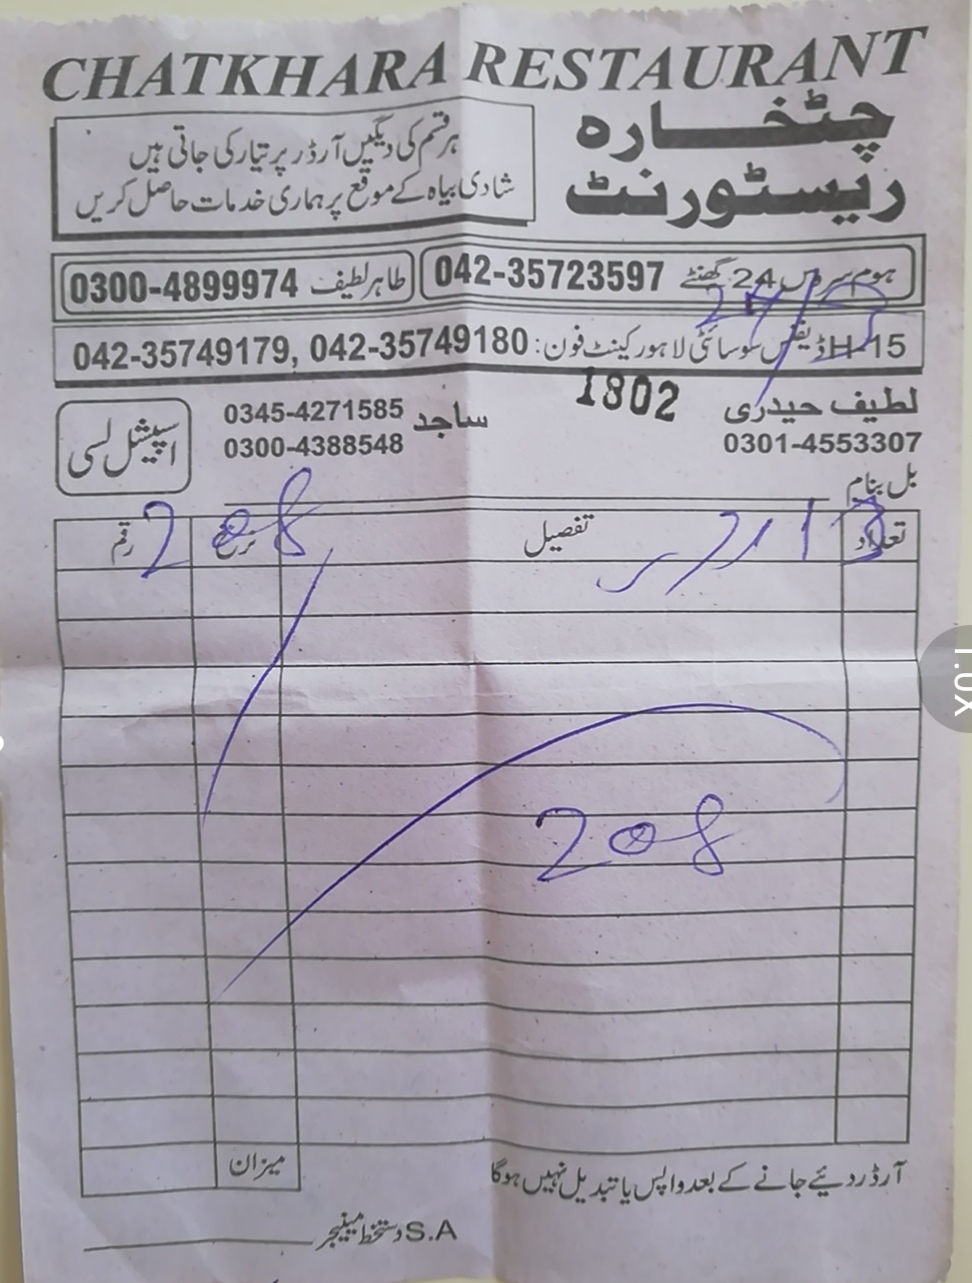 CHATKHARA RESTAURANT
چٹخارہ
ریسٹورنٹ
ہر قسم کی دیگیں آرڈر پر تیار کی جاتی ہیں
شادی بیاہ کے موقع پر ہماری خدمات حاصل کریں
ہوم سروس 24 گھنٹے 042-35723597
طاہر لطیف 0300-4899974
15-H ڈیفنس سوسائٹی لاہور کینٹ فون: 042-35749180 ,042-35749179
لطیف حیدری
0301-4553307
1802
ساجد 0345-4271585
0300-4388548
اسپیشل لسی
بل بنام
تعداد تفصیل نرخ رقم
208
208
میزان
آرڈر دئیے جانے کے بعد واپس یا تبدیل نہیں ہوگا
S.A دستخط مینیجر
1.0x